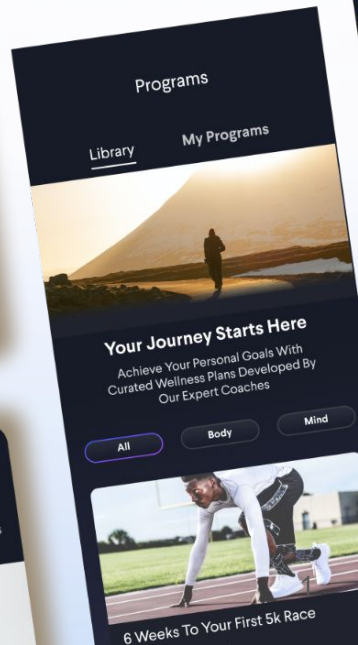 Programs
Library My Programs
Your Journey Starts Here
Achieve Your Personal Goals With
Curated Wellness Plans Developed By
Our Expert Coaches
All Body Mind
6 Weeks To Your First 5k Race